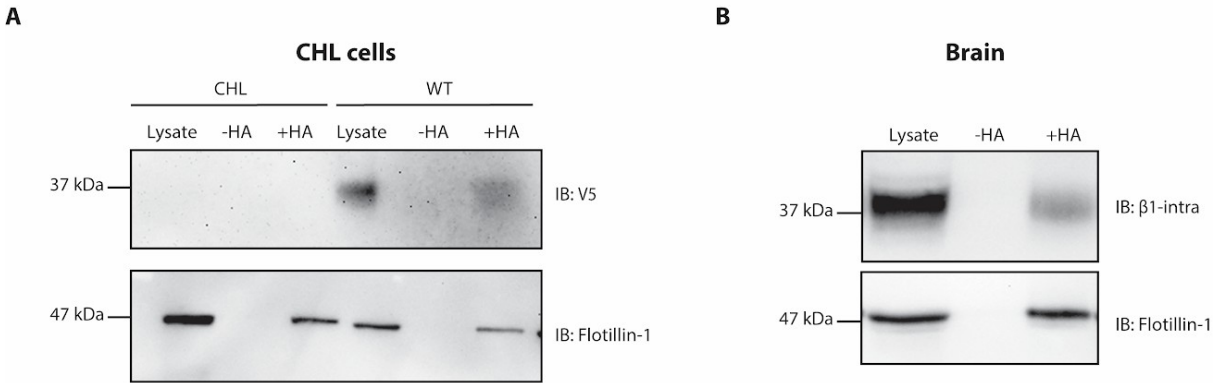 A
CHL cells
CHL WT
Lysate -HA +HA Lysate -HA +HA
37 kDa
IB: V5
47 kDa
IB: Flotillin-1
B
Brain
Lysate -HA +HA
37 kDa
IB: β1-intra
47 kDa
IB: Flotillin-1